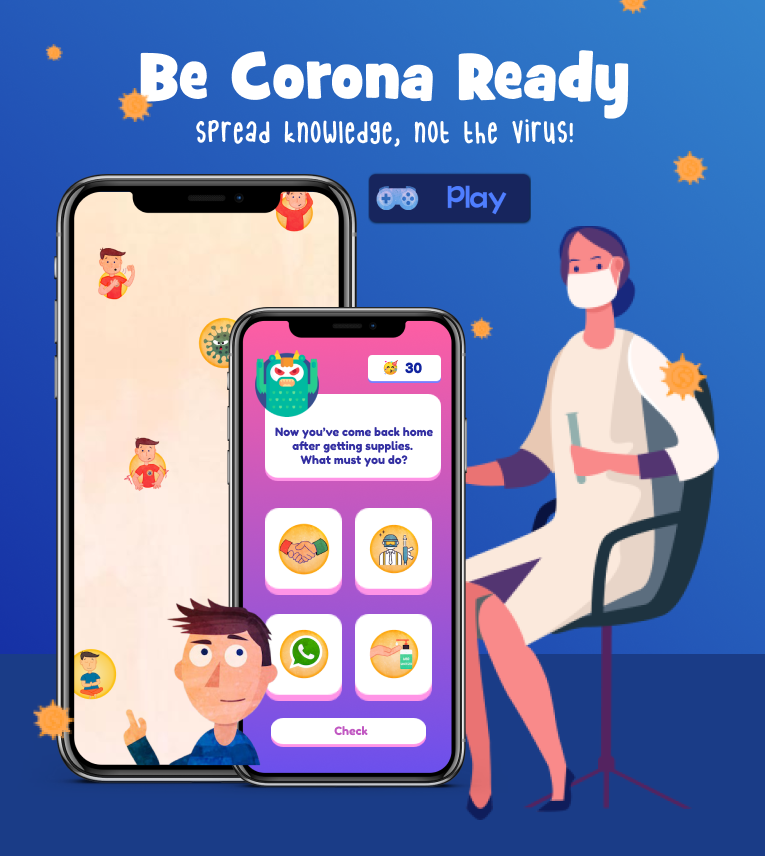 Be Corona Ready
spread knowledge, not the virus!
Play
30
Now you've come back home
after getting supplies.
What must you do?
Check